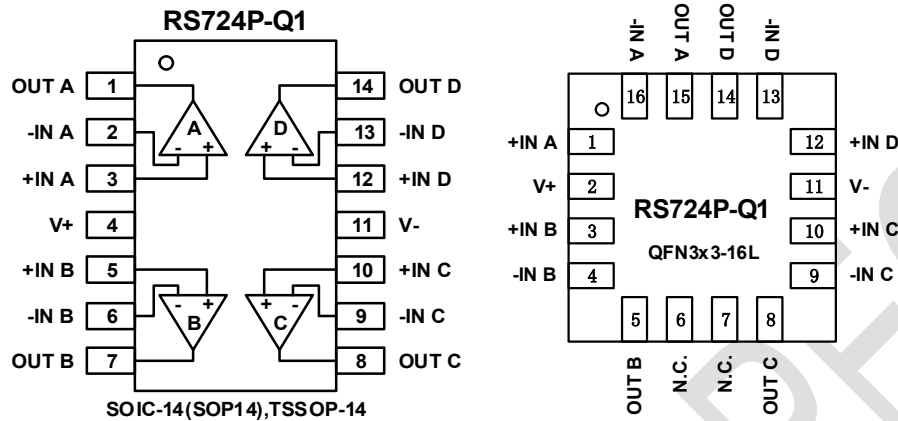 RS724P-Q1
OUT A 1 14 OUT D
-IN A 2 13 -IN D
A D
- + + -
+IN A 3 12 +IN D
V+ 4 11 V-
+IN B 5 10 +IN C
- + + -
-IN B 6 9 -IN C
B C
OUT B 7 8 OUT C
SOIC-14(SOP14),TSSOP-14
-IN A OUT A OUT D -IN D
16 15 14 13
+IN A 1 12 +IN D
V+ 2 11 V-
RS724P-Q1
+IN B 3 10 +IN C
QFN3x3-16L
-IN B 4 9 -IN C
5 6 7 8
OUT B N.C. N.C. OUT C